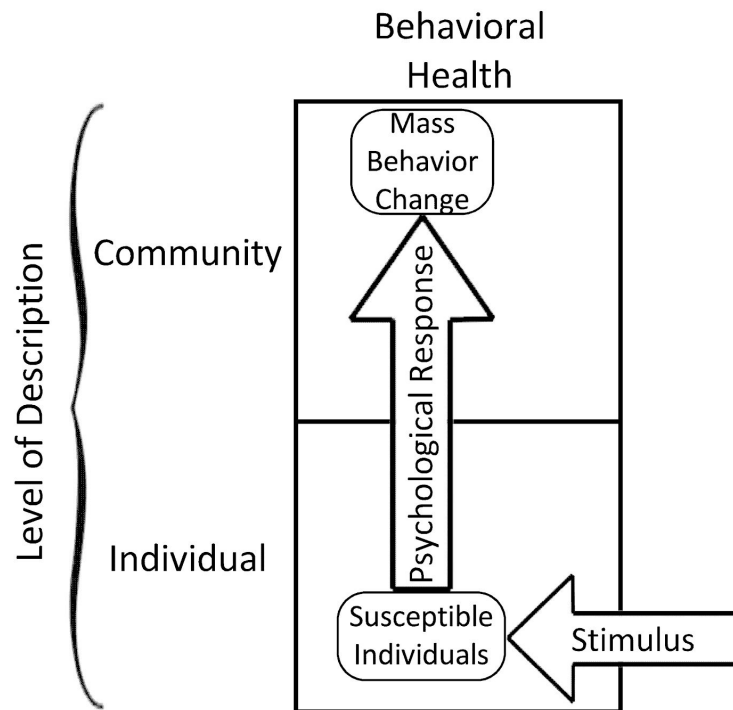 Behavioral
Health
Mass
Behavior
Change
Community
Level of Description
Psychological Response
Individual
Susceptible
Individuals
Stimulus